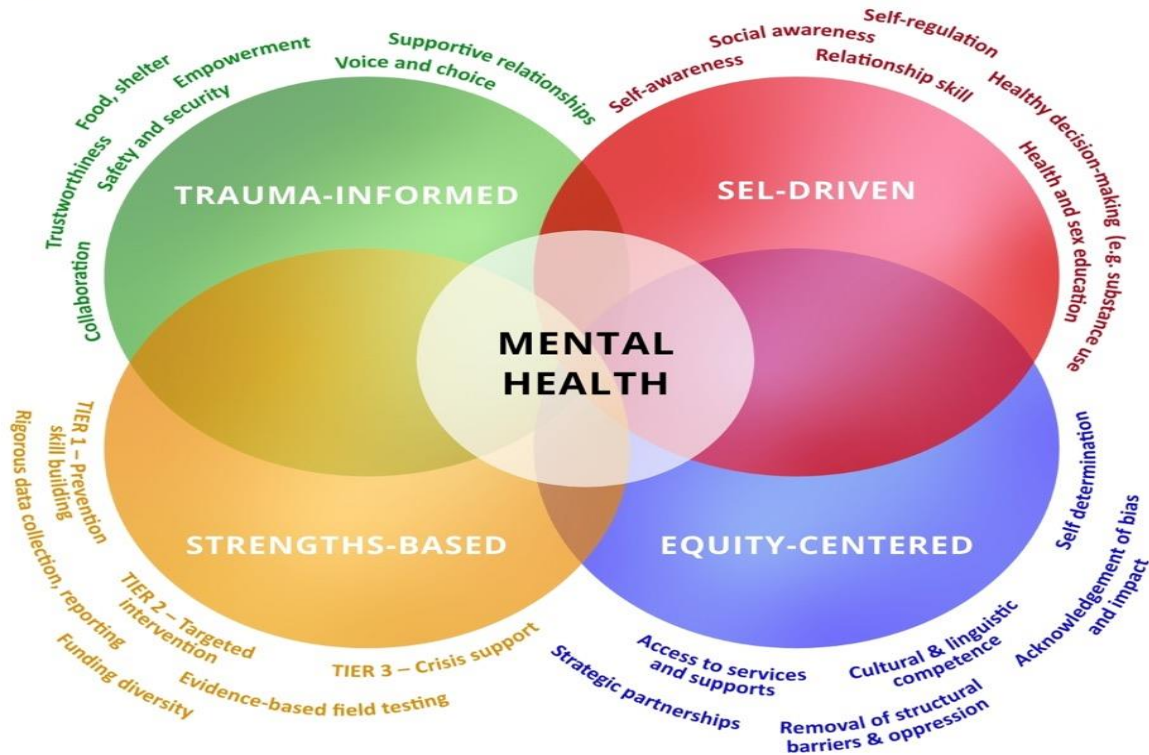 Food, shelter
Empowerment
Supportive relationships
Voice and choice
Safety and security
Trustworthiness
Collaboration
TRAUMA-INFORMED
Self-regulation
Social awareness
Relationship skill
Self-awareness
Healthy decision-making (e.g. substance use
Health and sex education
SEL-DRIVEN
MENTAL
HEALTH
TIER 1 – Prevention
skill building
Rigorous data collection, reporting
TIER 2 – Targeted
intervention
Funding diversity
Evidence-based field testing
TIER 3 – Crisis support
STRENGTHS-BASED
EQUITY-CENTERED
Self determination
Acknowledgement of bias
and impact
Cultural & linguistic
competence
Access to services
and supports
Strategic partnerships
Removal of structural
barriers & oppression